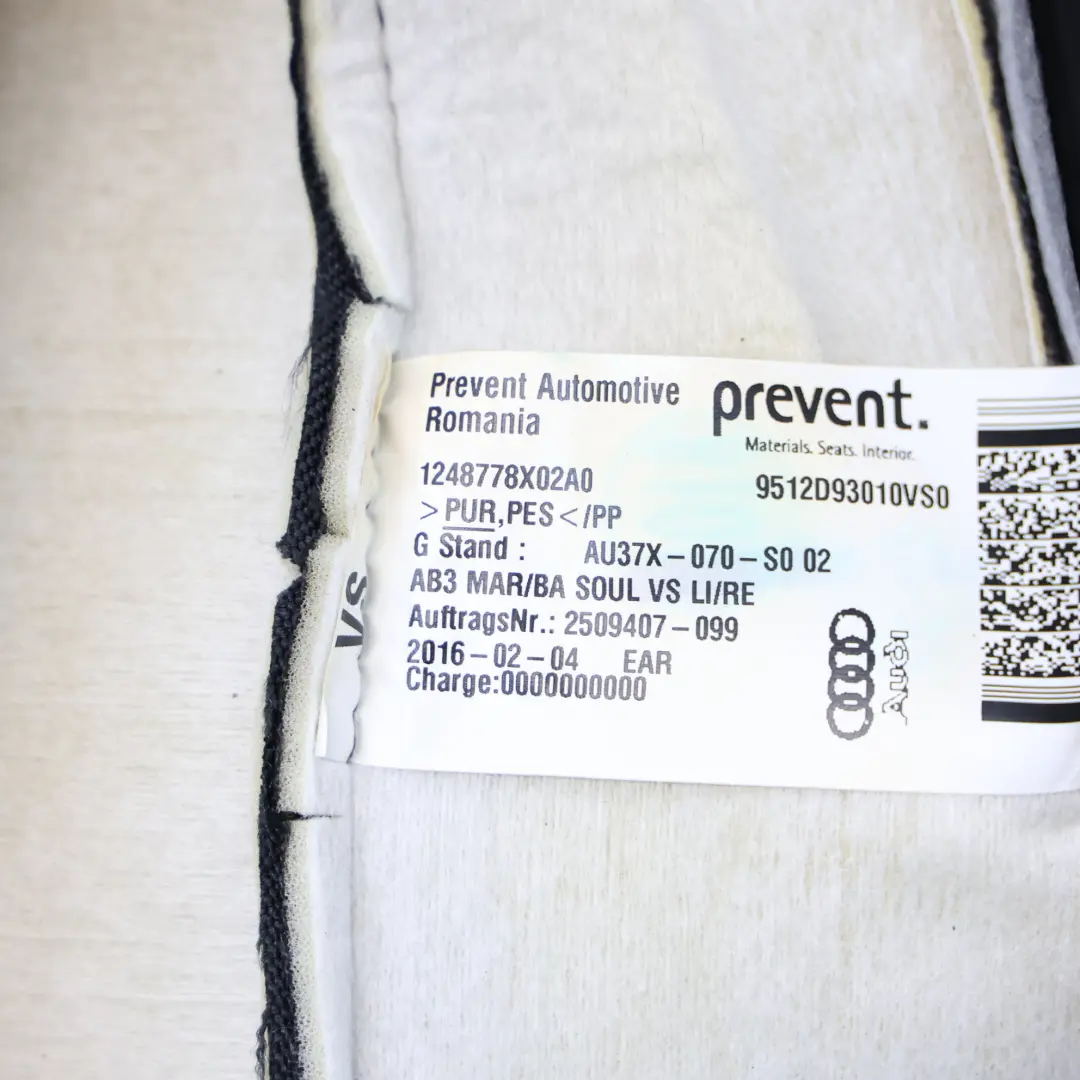 Prevent Automotive
Romania
prevent.
Materials. Seats. Interior.
1248778X02A0
9512D93010VS0
>PUR,PES</PP
G Stand : AU37X-070-S0 02
AB3 MAR/BA SOUL VS LI/RE
AuftragsNr.: 2509407-099
2016-02-04 EAR
Charge:0000000000
Audi
VS